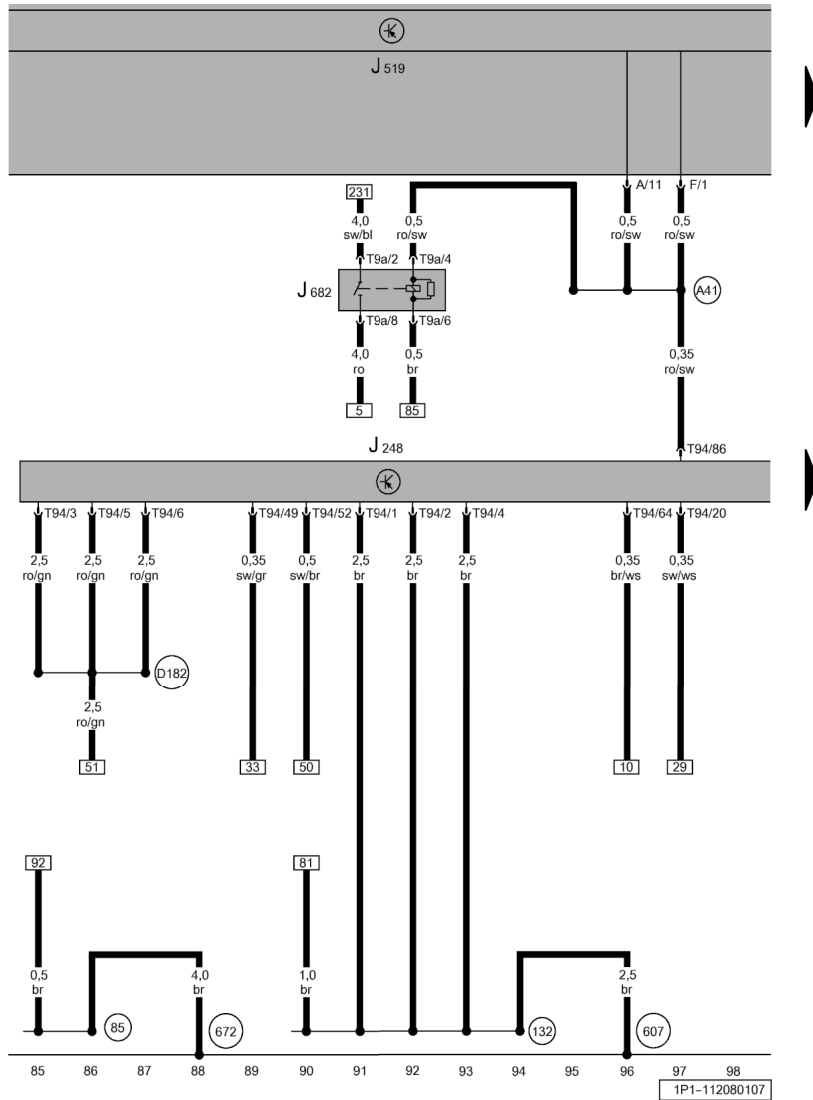 J 519
A/11 F/1
231
4,0 0,5 0,5 0,5
sw/bl ro/sw ro/sw ro/sw
T9a/2 T9a/4
J 682 A41
T9a/8 T9a/6
4,0 0,5 0,35
ro br ro/sw
5 85
J 248 T94/86
T94/3 T94/5 T94/6 T94/49 T94/52 T94/1 T94/2 T94/4 T94/64 T94/20
2,5 2,5 2,5 0,35 0,5 2,5 2,5 2,5 0,35 0,35
ro/gn ro/gn ro/gn sw/gr sw/br br br br br/ws sw/ws
D182
2,5
ro/gn
51 33 50 10 29
92 81
0,5 4,0 1,0 2,5
br br br br
85 672 132 607
85 86 87 88 89 90 91 92 93 94 95 96 97 98
1P1-112080107